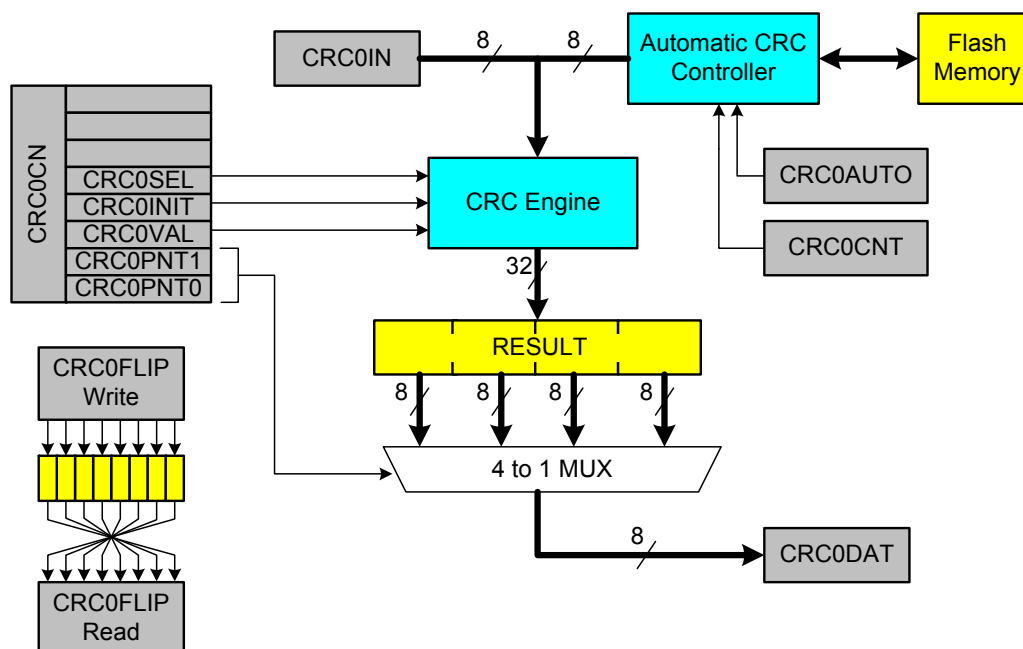 CRC0IN
8
8
Automatic CRC
Controller
Flash
Memory
CRC0CN
CRC0SEL
CRC0INIT
CRC0VAL
CRC0PNT1
CRC0PNT0
CRC Engine
CRC0AUTO
CRC0CNT
32
RESULT
8
8
8
8
4 to 1 MUX
8
CRC0DAT
CRC0FLIP
Write
CRC0FLIP
Read